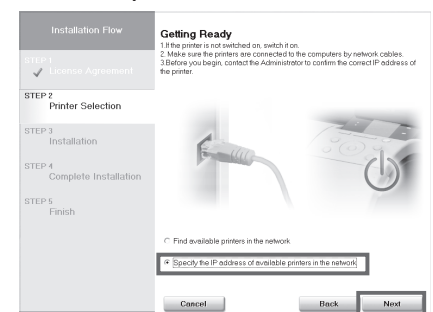 Installation Flow
STEP 1
License Agreement
STEP 2
Printer Selection
STEP 3
Installation
STEP 4
Complete Installation
STEP 5
Finish
Getting Ready
1.If the printer is not switched on, switch it on.
2. Make sure the printers are connected to the computers by network cables.
3.Before you begin, contact the Administrator to confirm the correct IP address of
the printer.
Find available printers in the network
Specify the IP address of available printers in the network
Cancel
Back
Next